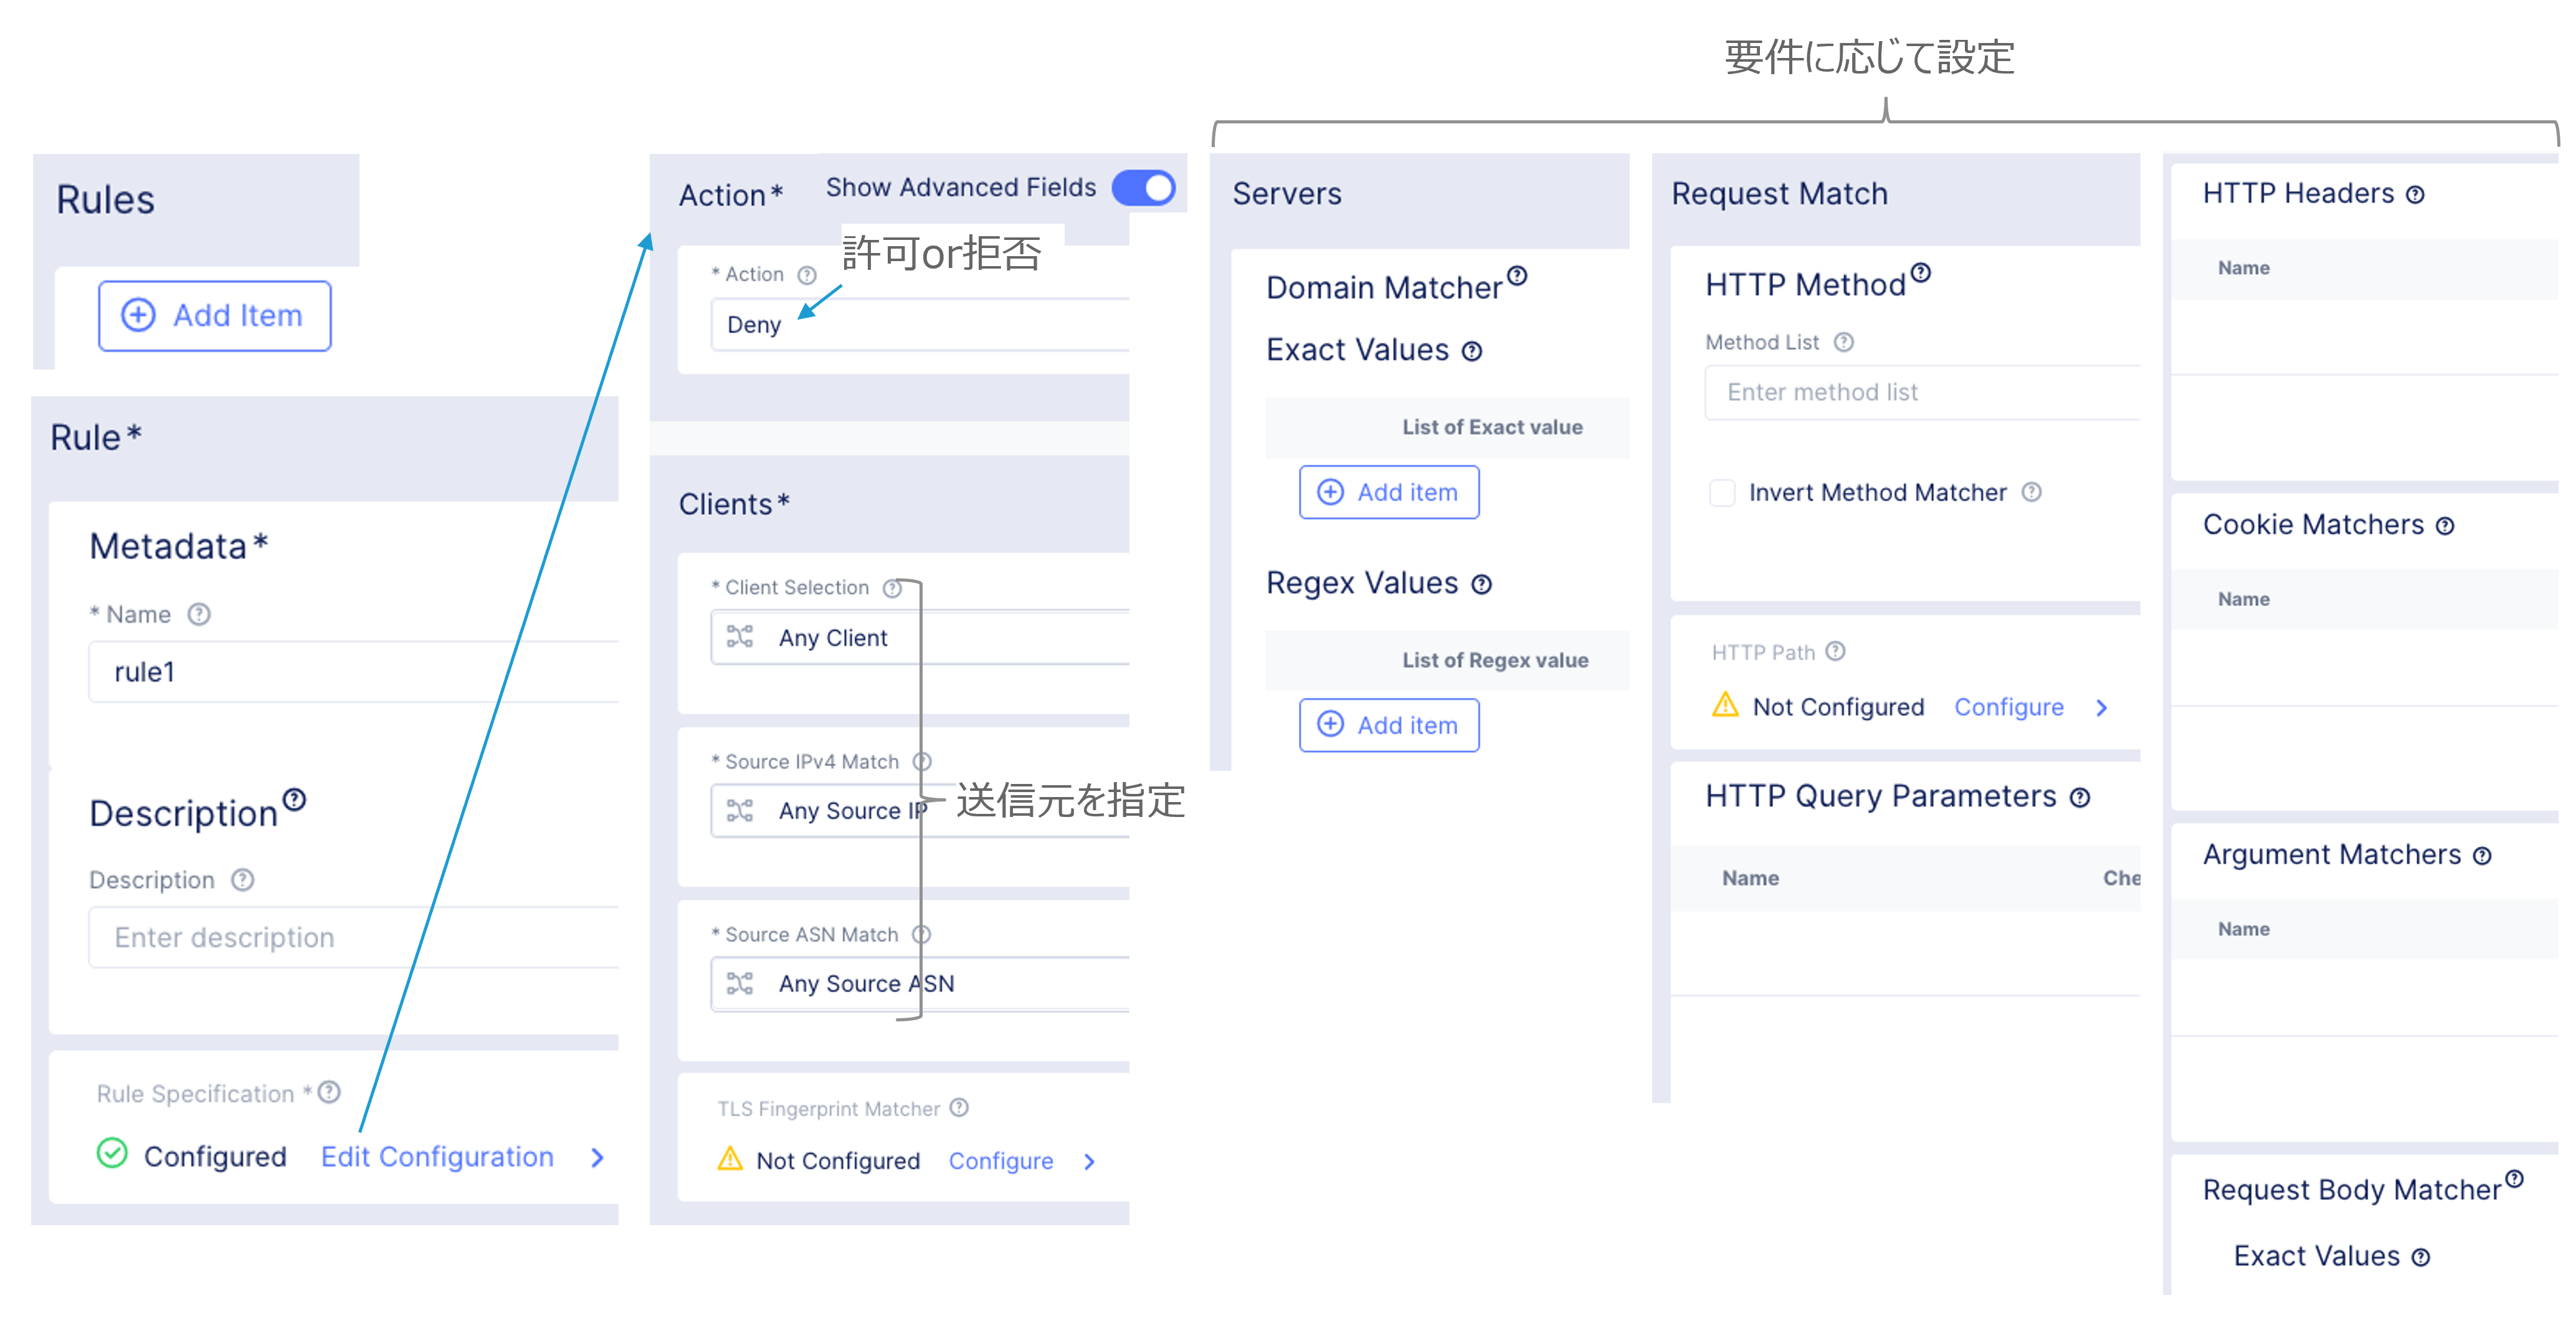 要件に応じて設定
Rules
Add Item
Rule*
Metadata*
* Name
rule1
Description
Description
Enter description
Rule Specification *
Configured Edit Configuration
Action* Show Advanced Fields
許可or拒否
* Action
Deny
Clients*
* Client Selection
Any Client
* Source IPv4 Match
Any Source IP
送信元を指定
* Source ASN Match
Any Source ASN
TLS Fingerprint Matcher
Not Configured Configure
Servers
Domain Matcher
Exact Values
List of Exact value
Add item
Regex Values
List of Regex value
Add item
Request Match
HTTP Method
Method List
Enter method list
Invert Method Matcher
HTTP Path
Not Configured Configure
HTTP Query Parameters
Name Che
HTTP Headers
Name
Cookie Matchers
Name
Argument Matchers
Name
Request Body Matcher
Exact Values